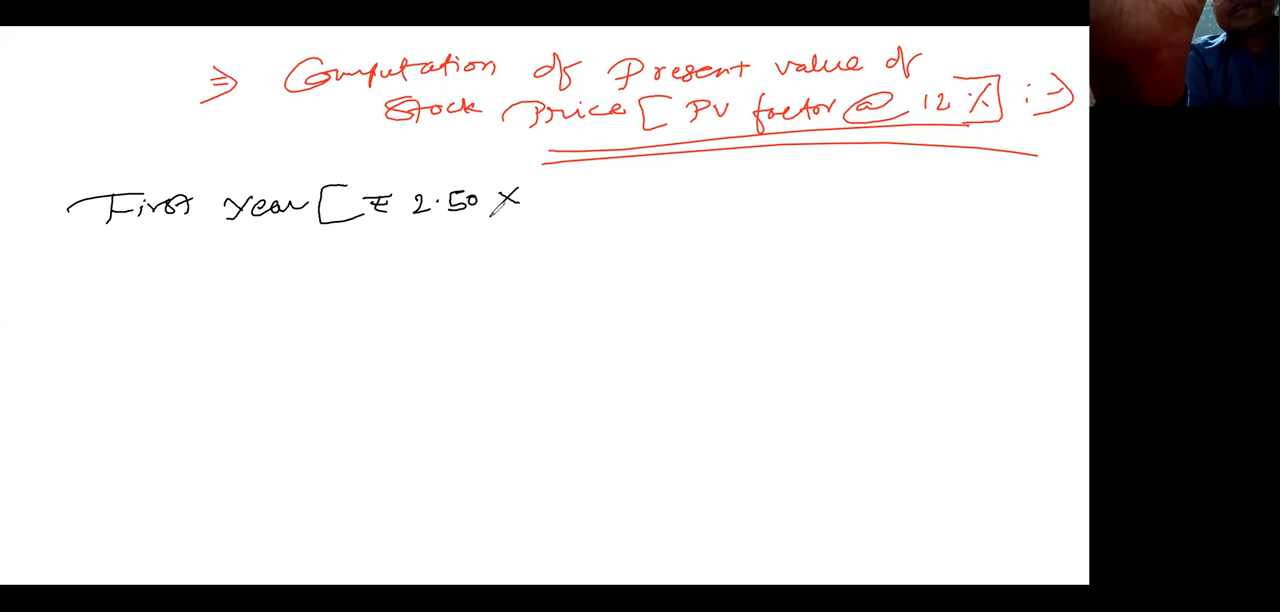 ⇒ Computation of Present value of
Stock Price [PV factor @ 12%] :⇒
First year [₹ 2.50 ×